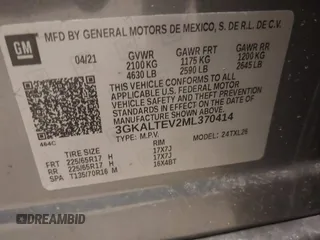 MFD BY GENERAL MOTORS DE MEXICO, S. DE R.L. DE C.V.
GM
04/21 GVWR GAWR FRT GAWR RR
2100 KG 1175 KG 1200 KG
4630 LB 2590 LB 2645 LB
THIS VEHICLE CONFORMS TO ALL APPLICABLE U.S. FEDERAL MOTOR VEHICLE SAFETY, BUMPER, AND THEFT PREVENTION STANDARDS IN EFFECT ON THE DATE OF MANUFACTURE SHOWN ABOVE.
3GKALTEV2ML370414
TYPE: M.P.V. MODEL: 24TXL26
TIRE SIZE RIM
FRT 225/65R17 H 17X7J
RR 225/65R17 H 17X7J
SPA T135/70R16 M 16X4BT
DREAMBID